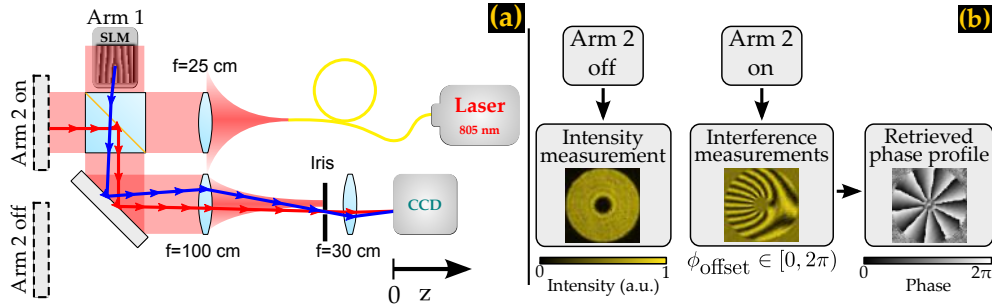 Arm 1
SLM
(a)
f=25 cm
Arm 2 on
Laser
805 nm
Iris
CCD
Arm 2 off
f=100 cm
f=30 cm
0
z
(b)
Arm 2
off
Arm 2
on
Intensity
measurement
Interference
measurements
Retrieved
phase profile
0
1
Intensity (a.u.)
ϕoffset ∈ [0, 2π)
0
2π
Phase